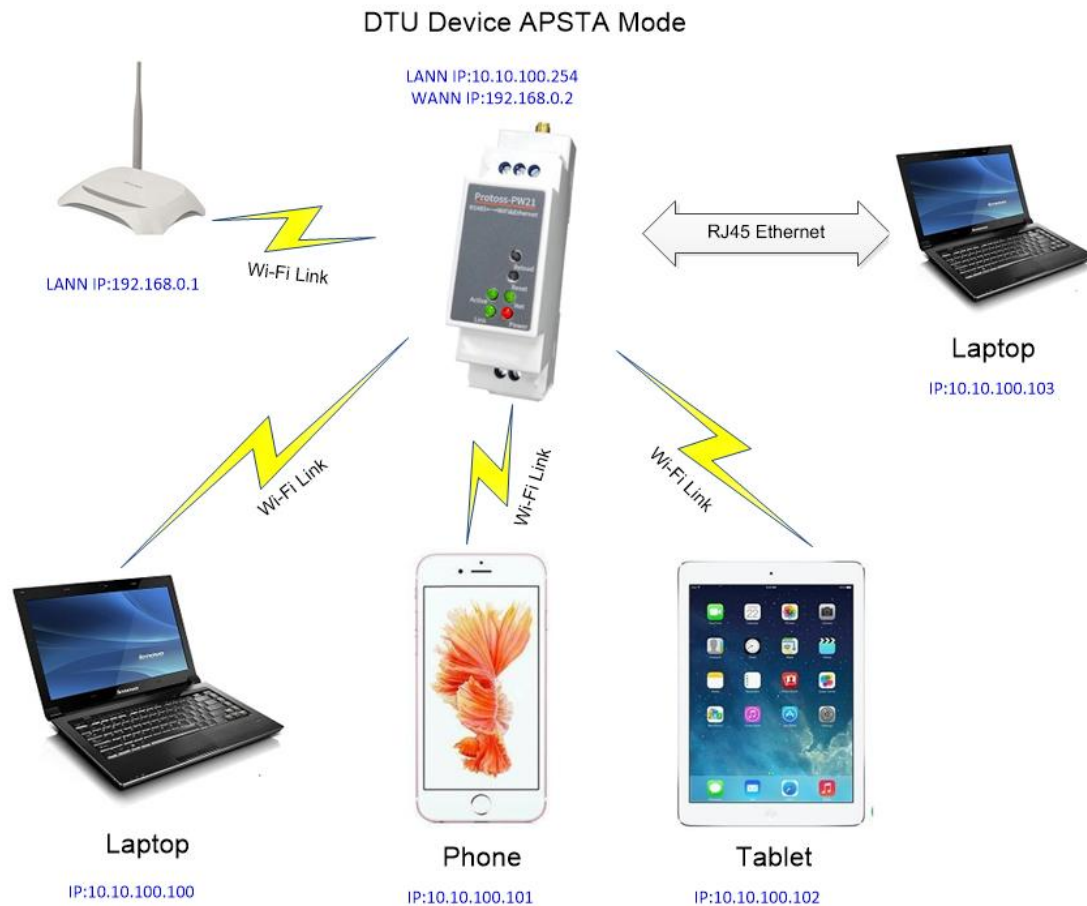 DTU Device APSTA Mode
LANN IP:10.10.100.254
WANN IP:192.168.0.2
Protoss-PW21
Reload
Reset
Active
Net
Link
Power
RJ45 Ethernet
Wi-Fi Link
LANN IP:192.168.0.1
Laptop
IP:10.10.100.103
Wi-Fi Link
Wi-Fi Link
Wi-Fi Link
Laptop
IP:10.10.100.100
Phone
IP:10.10.100.101
Tablet
IP:10.10.100.102